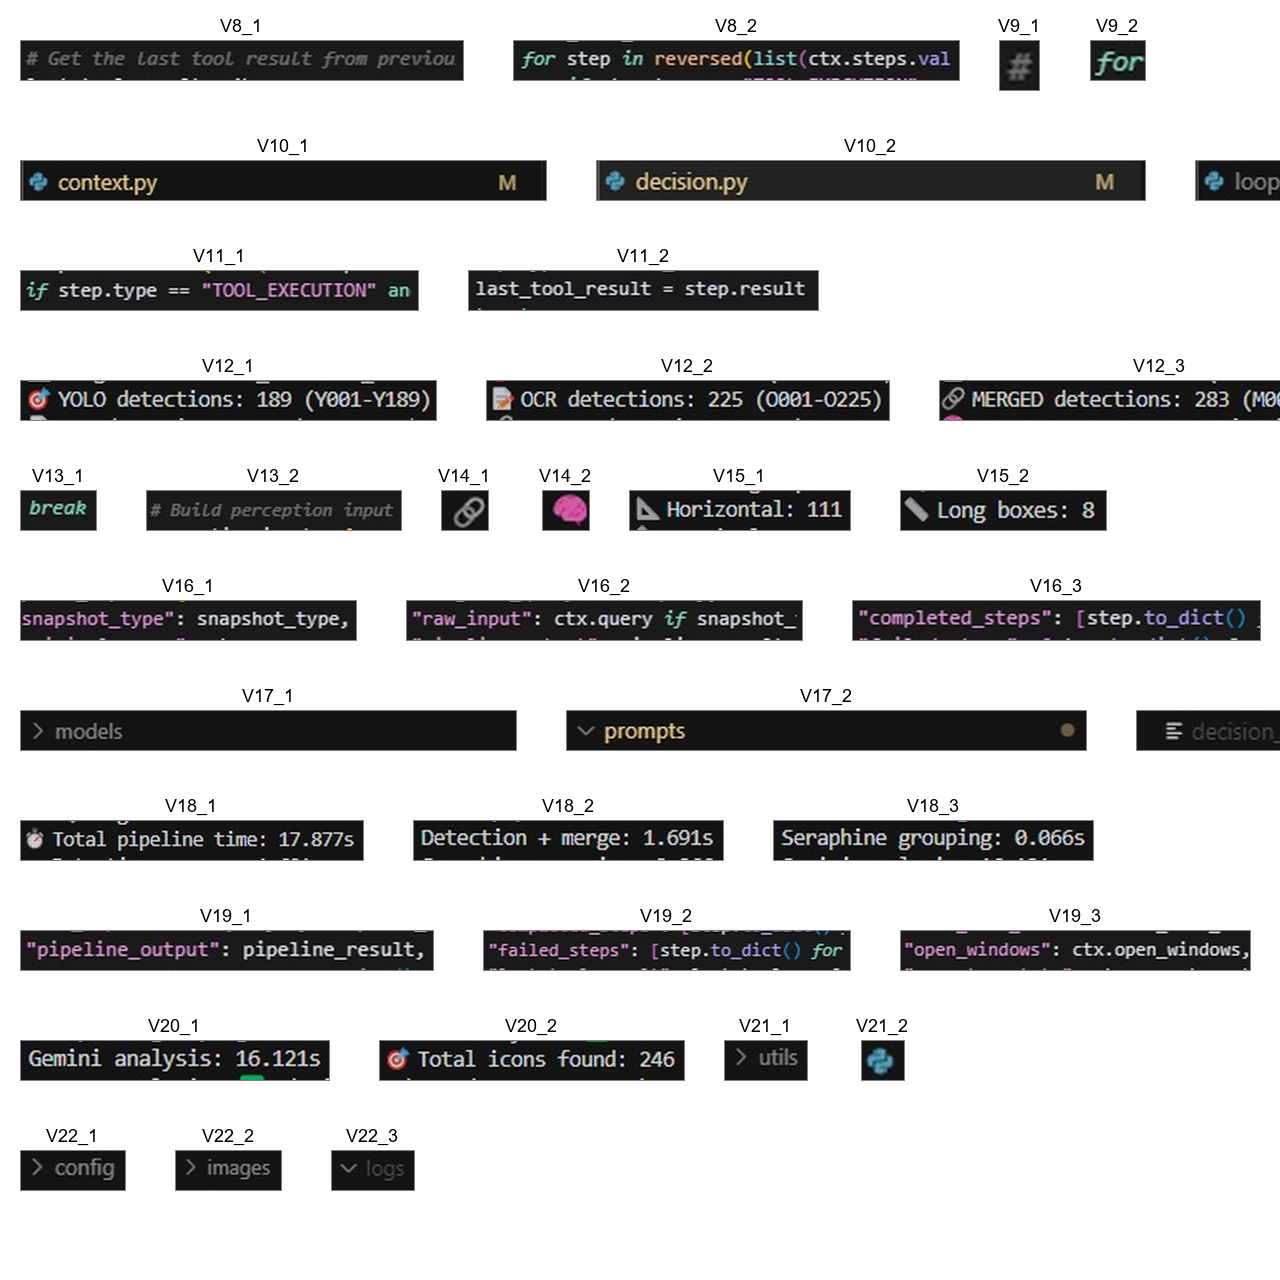 V8_1 V8_2 V9_1 V9_2
# Get the last tool result from previou for step in reversed(list(ctx.steps.val # for
V10_1 V10_2
context.py M decision.py M loop
V11_1 V11_2
if step.type == "TOOL_EXECUTION" an last_tool_result = step.result
V12_1 V12_2 V12_3
YOLO detections: 189 (Y001-Y189) OCR detections: 225 (O001-O225) MERGED detections: 283 (M00
V13_1 V13_2 V14_1 V14_2 V15_1 V15_2
break # Build perception input Horizontal: 111 Long boxes: 8
V16_1 V16_2 V16_3
snapshot_type": snapshot_type, "raw_input": ctx.query if snapshot_ "completed_steps": [step.to_dict()
V17_1 V17_2
models prompts decision_
V18_1 V18_2 V18_3
Total pipeline time: 17.877s Detection + merge: 1.691s Seraphine grouping: 0.066s
V19_1 V19_2 V19_3
"pipeline_output": pipeline_result, "failed_steps": [step.to_dict() for "open_windows": ctx.open_windows,
V20_1 V20_2 V21_1 V21_2
Gemini analysis: 16.121s Total icons found: 246 utils
V22_1 V22_2 V22_3
config images logs